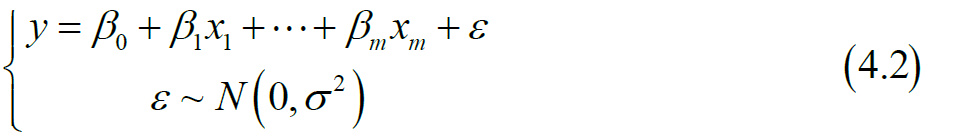 y = β₀ + β₁x₁ + ⋯ + βₘxₘ + ε
ε ~ N(0, σ²)
(4.2)